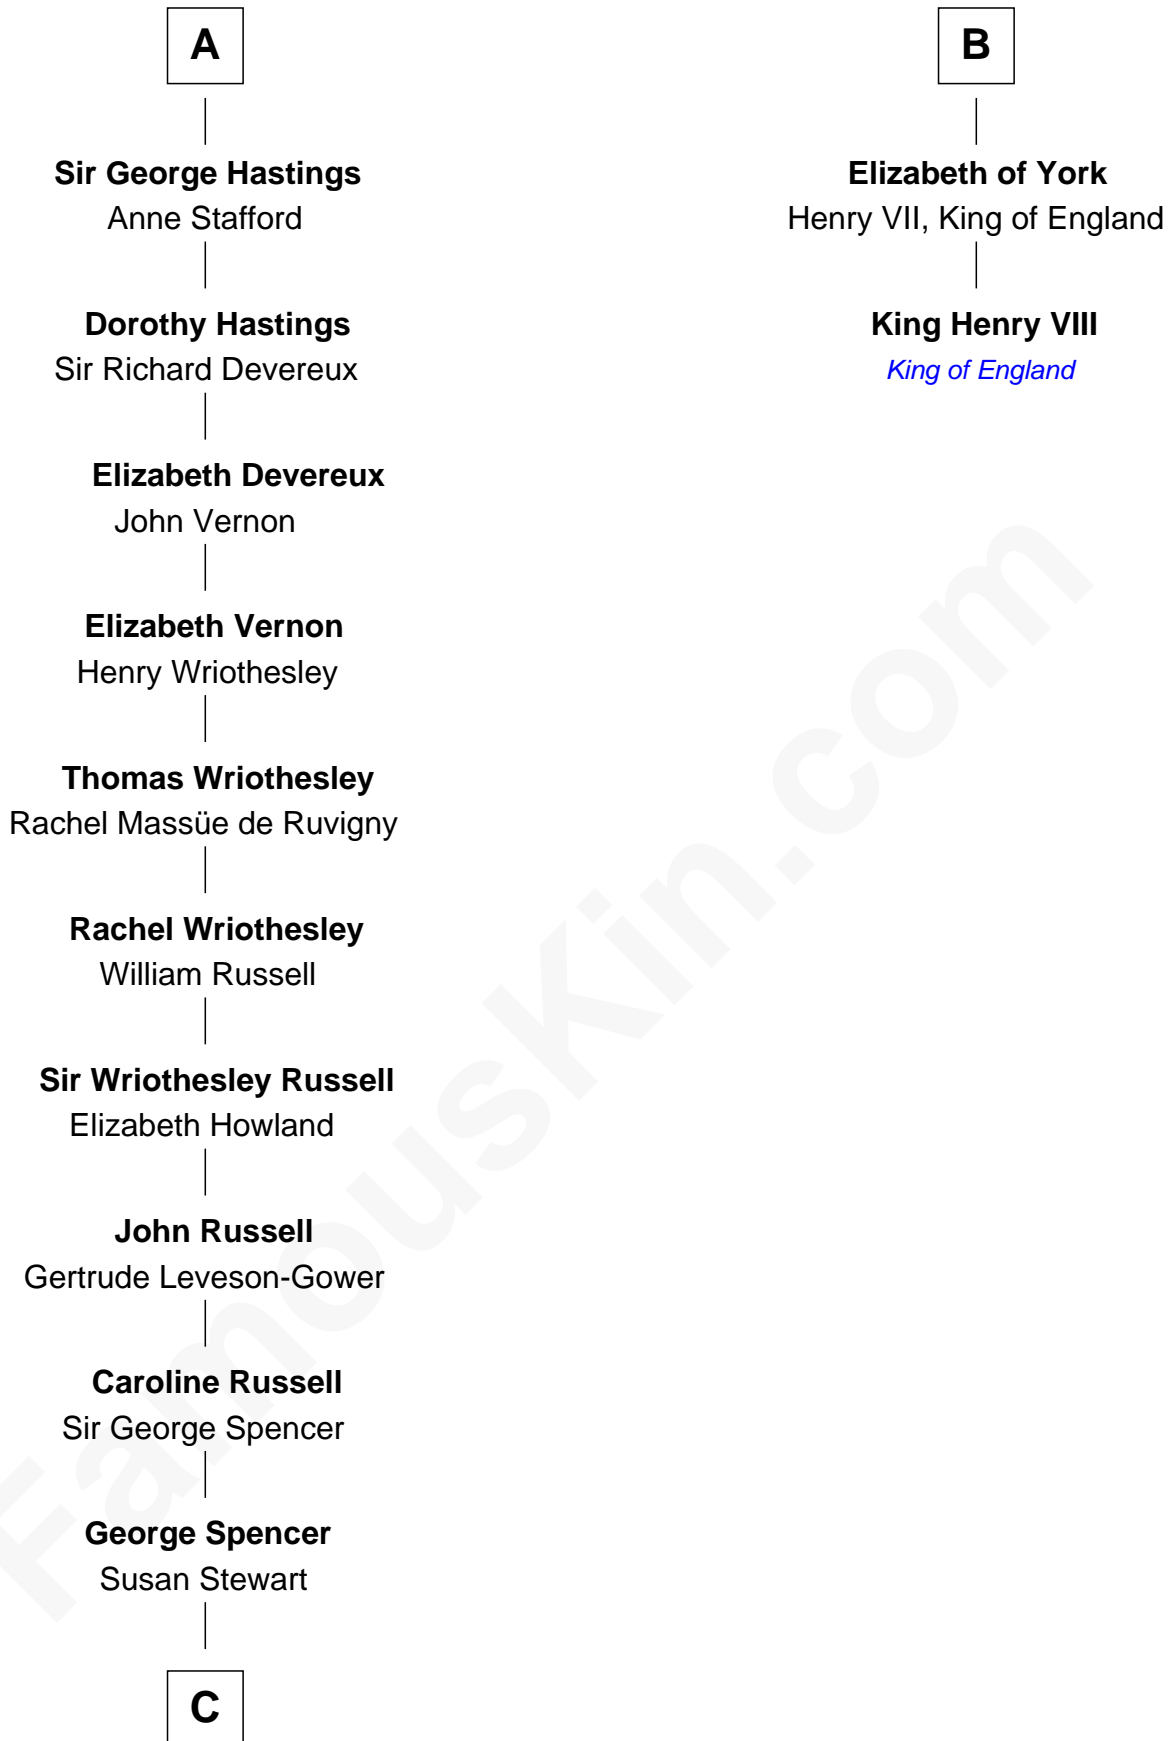 A
Sir George Hastings
Anne Stafford
Dorothy Hastings
Sir Richard Devereux
Elizabeth Devereux
John Vernon
Elizabeth Vernon
Henry Wriothesley
Thomas Wriothesley
Rachel Massüe de Ruvigny
Rachel Wriothesley
William Russell
Sir Wriothesley Russell
Elizabeth Howland
John Russell
Gertrude Leveson-Gower
Caroline Russell
Sir George Spencer
George Spencer
Susan Stewart
C
B
Elizabeth of York
Henry VII, King of England
King Henry VIII
King of England
FamousKin.com